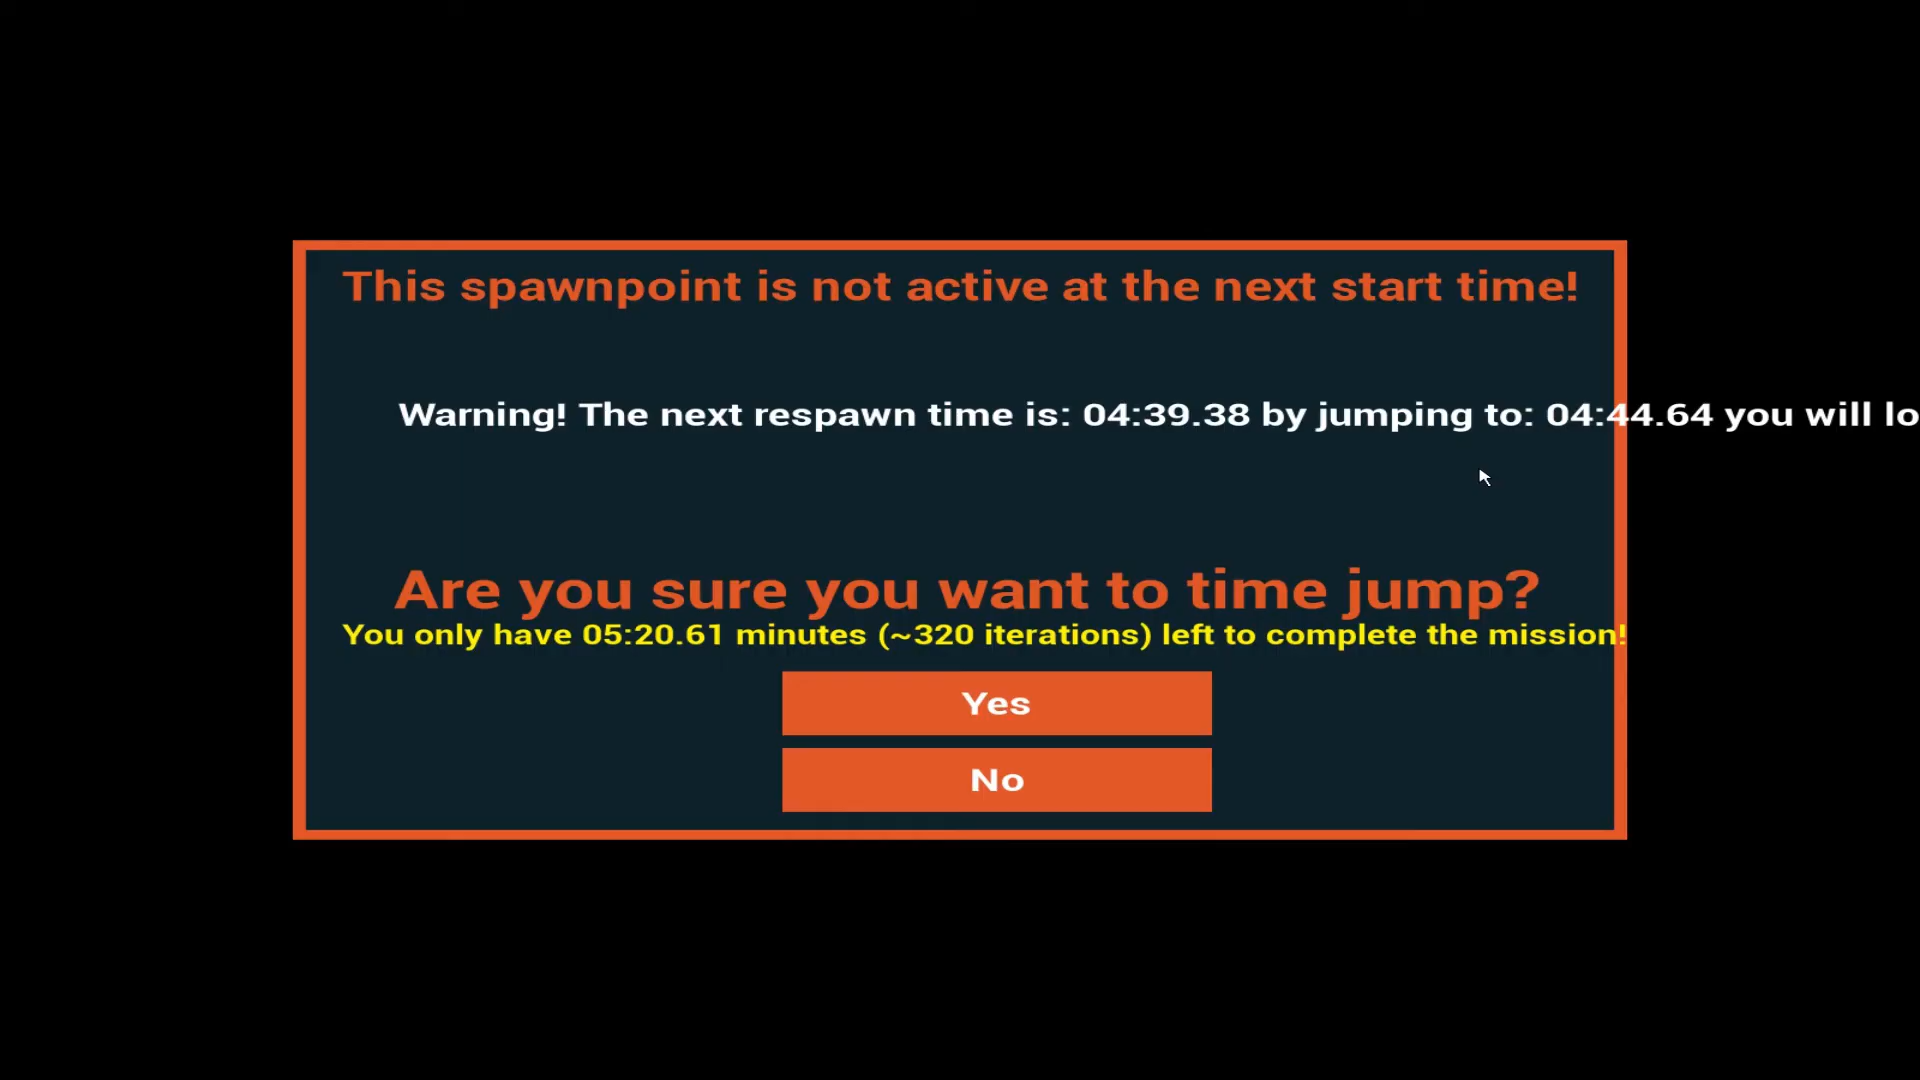 This spawnpoint is not active at the next start time!
Warning! The next respawn time is: 04:39.38 by jumping to: 04:44.64 you will lo
Are you sure you want to time jump?
You only have 05:20.61 minutes (~320 iterations) left to complete the mission!
Yes
No